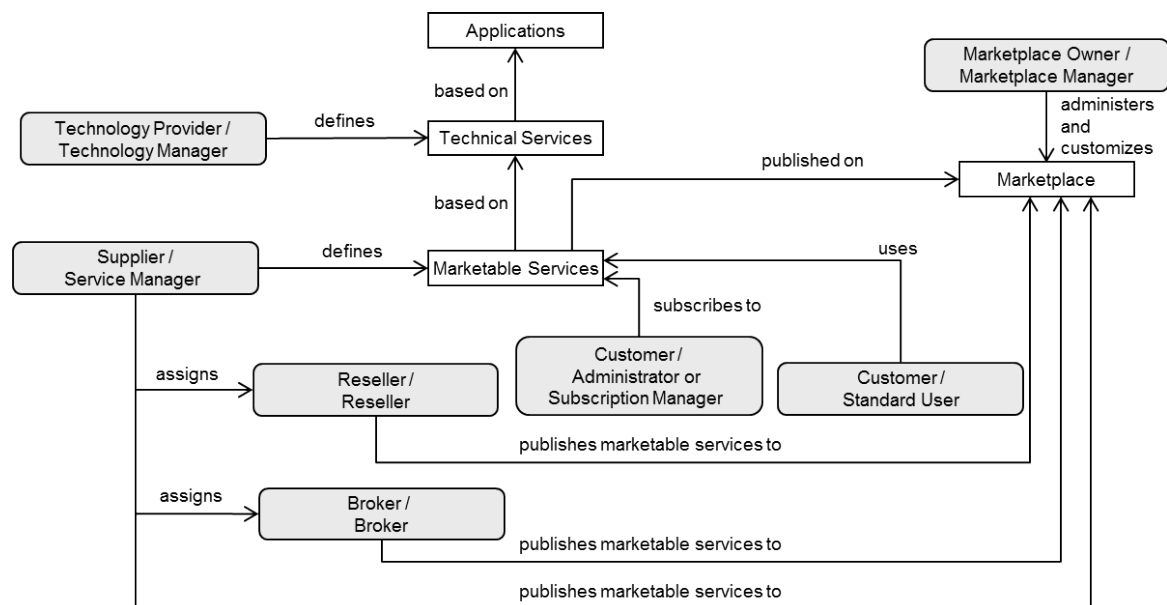 Applications
Marketplace Owner /
Marketplace Manager
based on
administers
and
customizes
Technology Provider /
Technology Manager
defines
Technical Services
published on
Marketplace
based on
Supplier /
Service Manager
defines
Marketable Services
uses
subscribes to
Customer /
Administrator or
Subscription Manager
Customer /
Standard User
assigns
Reseller /
Reseller
publishes marketable services to
assigns
Broker /
Broker
publishes marketable services to
publishes marketable services to